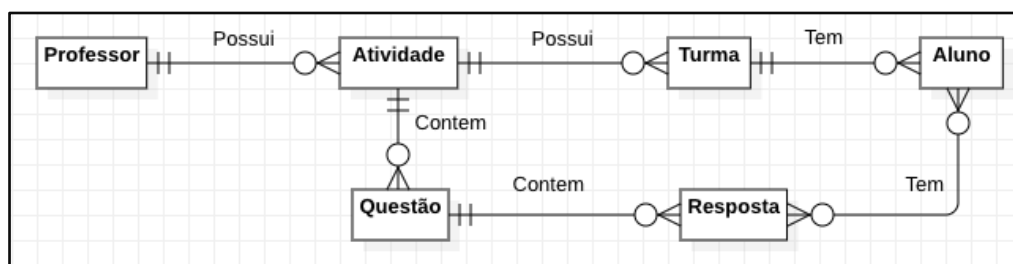 Possui
Possui
Tem
Professor
Atividade
Turma
Aluno
Contem
Contem
Tem
Questão
Resposta